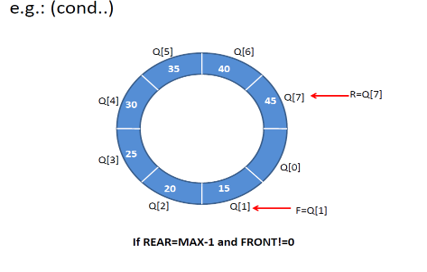 e.g.: (cond..)
Q[5]
Q[6]
35
40
Q[4]
30
45
Q[7]
R=Q[7]
Q[3]
25
Q[0]
20
15
Q[2]
Q[1]
F=Q[1]
If REAR=MAX-1 and FRONT!=0